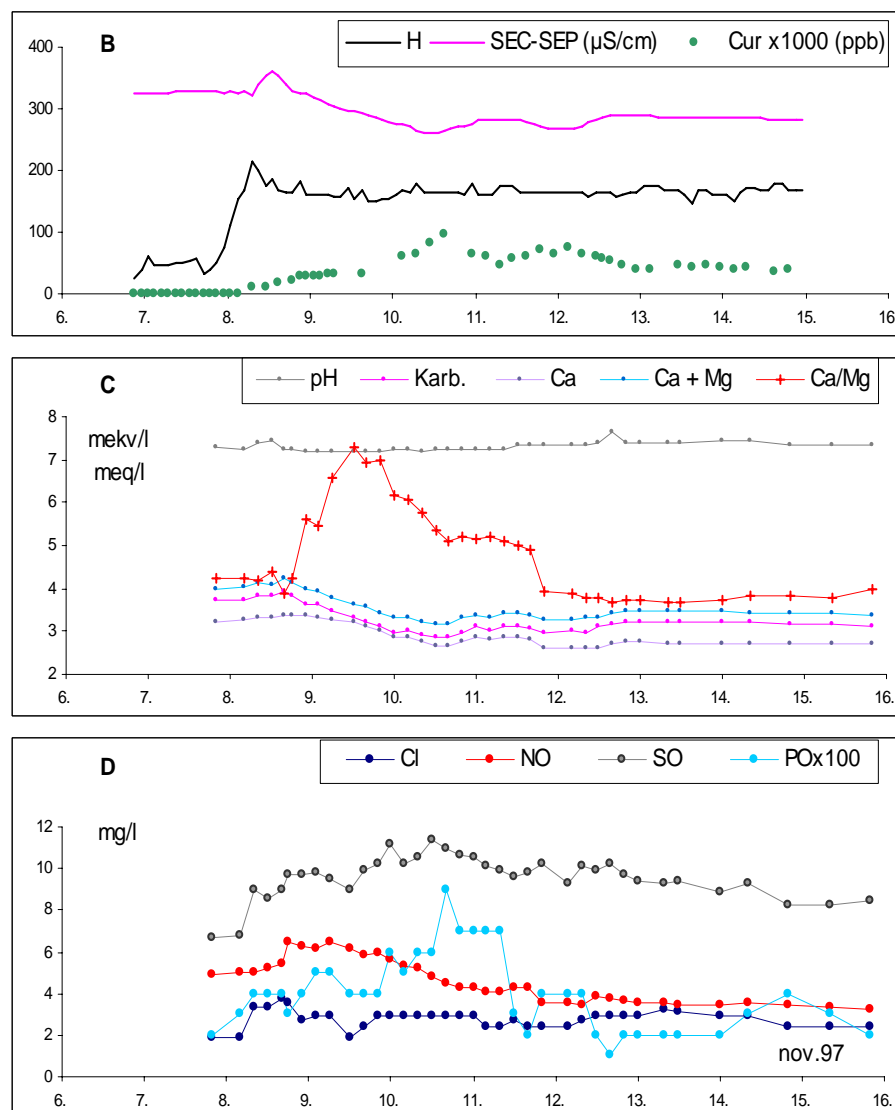 B
H SEC-SEP (µS/cm) Cur x1000 (ppb)
400
300
200
100
0
6. 7. 8. 9. 10. 11. 12. 13. 14. 15. 16.
C
pH Karb. Ca Ca + Mg Ca/Mg
8
mekv/l
7
meq/l
6
5
4
3
2
6. 7. 8. 9. 10. 11. 12. 13. 14. 15. 16.
D
Cl NO SO POx100
12
mg/l
10
8
6
4
2
nov.97
0
6. 7. 8. 9. 10. 11. 12. 13. 14. 15. 16.